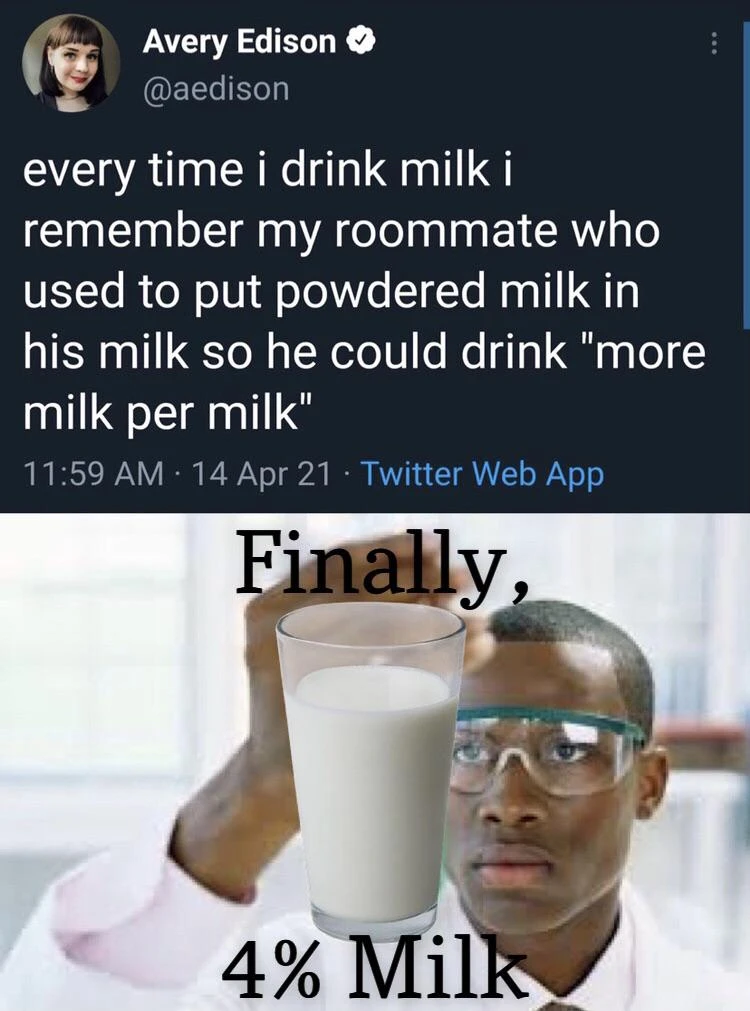 Avery Edison
@aedison
every time i drink milk i
remember my roommate who
used to put powdered milk in
his milk so he could drink "more
milk per milk"
11:59 AM · 14 Apr 21 · Twitter Web App
Finally,
4% Milk